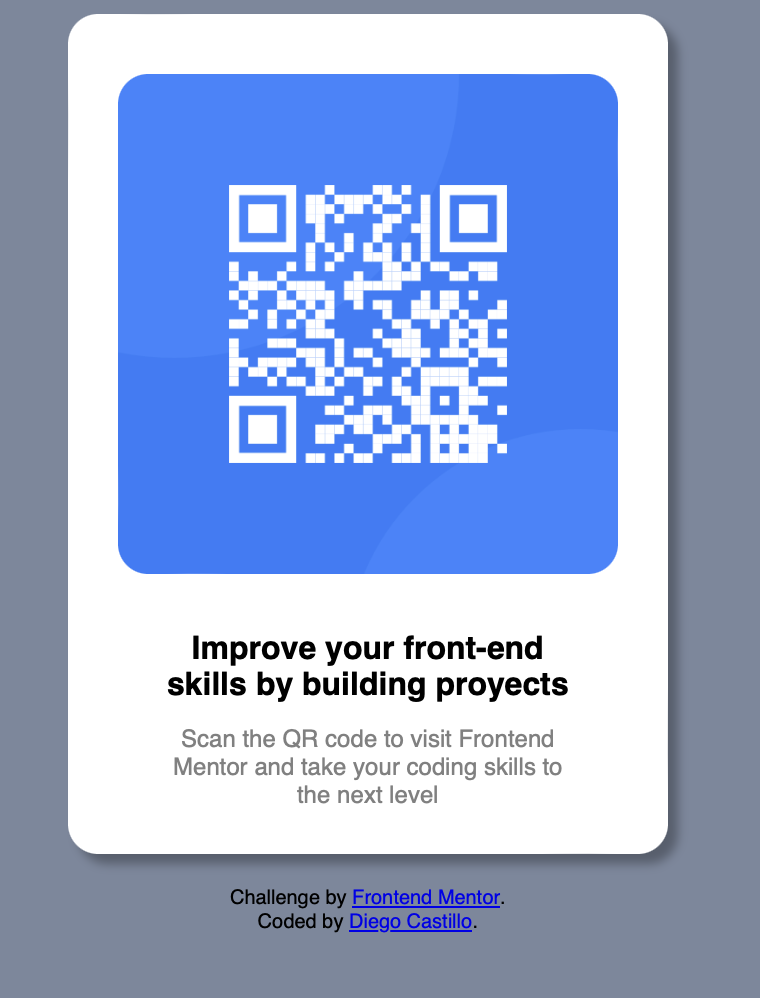 Improve your front-end
skills by building proyects
Scan the QR code to visit Frontend
Mentor and take your coding skills to
the next level
Challenge by Frontend Mentor.
Coded by Diego Castillo.